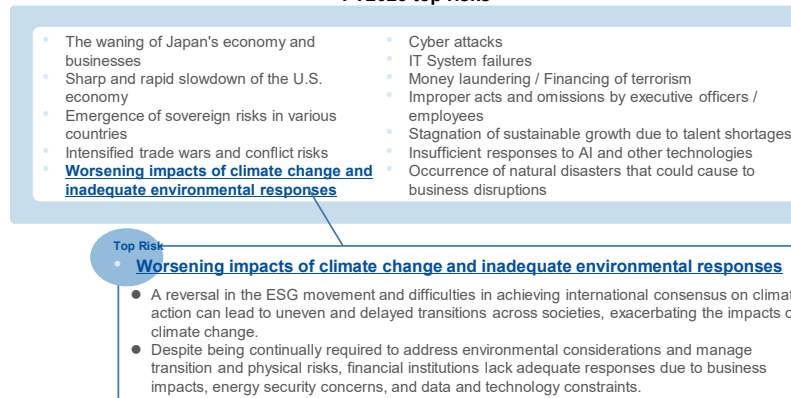 The waning of Japan's economy and
businesses
Sharp and rapid slowdown of the U.S.
economy
Emergence of sovereign risks in various
countries
Intensified trade wars and conflict risks
Worsening impacts of climate change and
inadequate environmental responses
Cyber attacks
IT System failures
Money laundering / Financing of terrorism
Improper acts and omissions by executive officers /
employees
Stagnation of sustainable growth due to talent shortages
Insufficient responses to AI and other technologies
Occurrence of natural disasters that could cause to
business disruptions
Top Risk
Worsening impacts of climate change and inadequate environmental responses
A reversal in the ESG movement and difficulties in achieving international consensus on
action can lead to uneven and delayed transitions across societies, exacerbating the impacts
climate change.
Despite being continually required to address environmental considerations and manage
transition and physical risks, financial institutions lack adequate responses due to business
impacts, energy security concerns, and data and technology constraints.